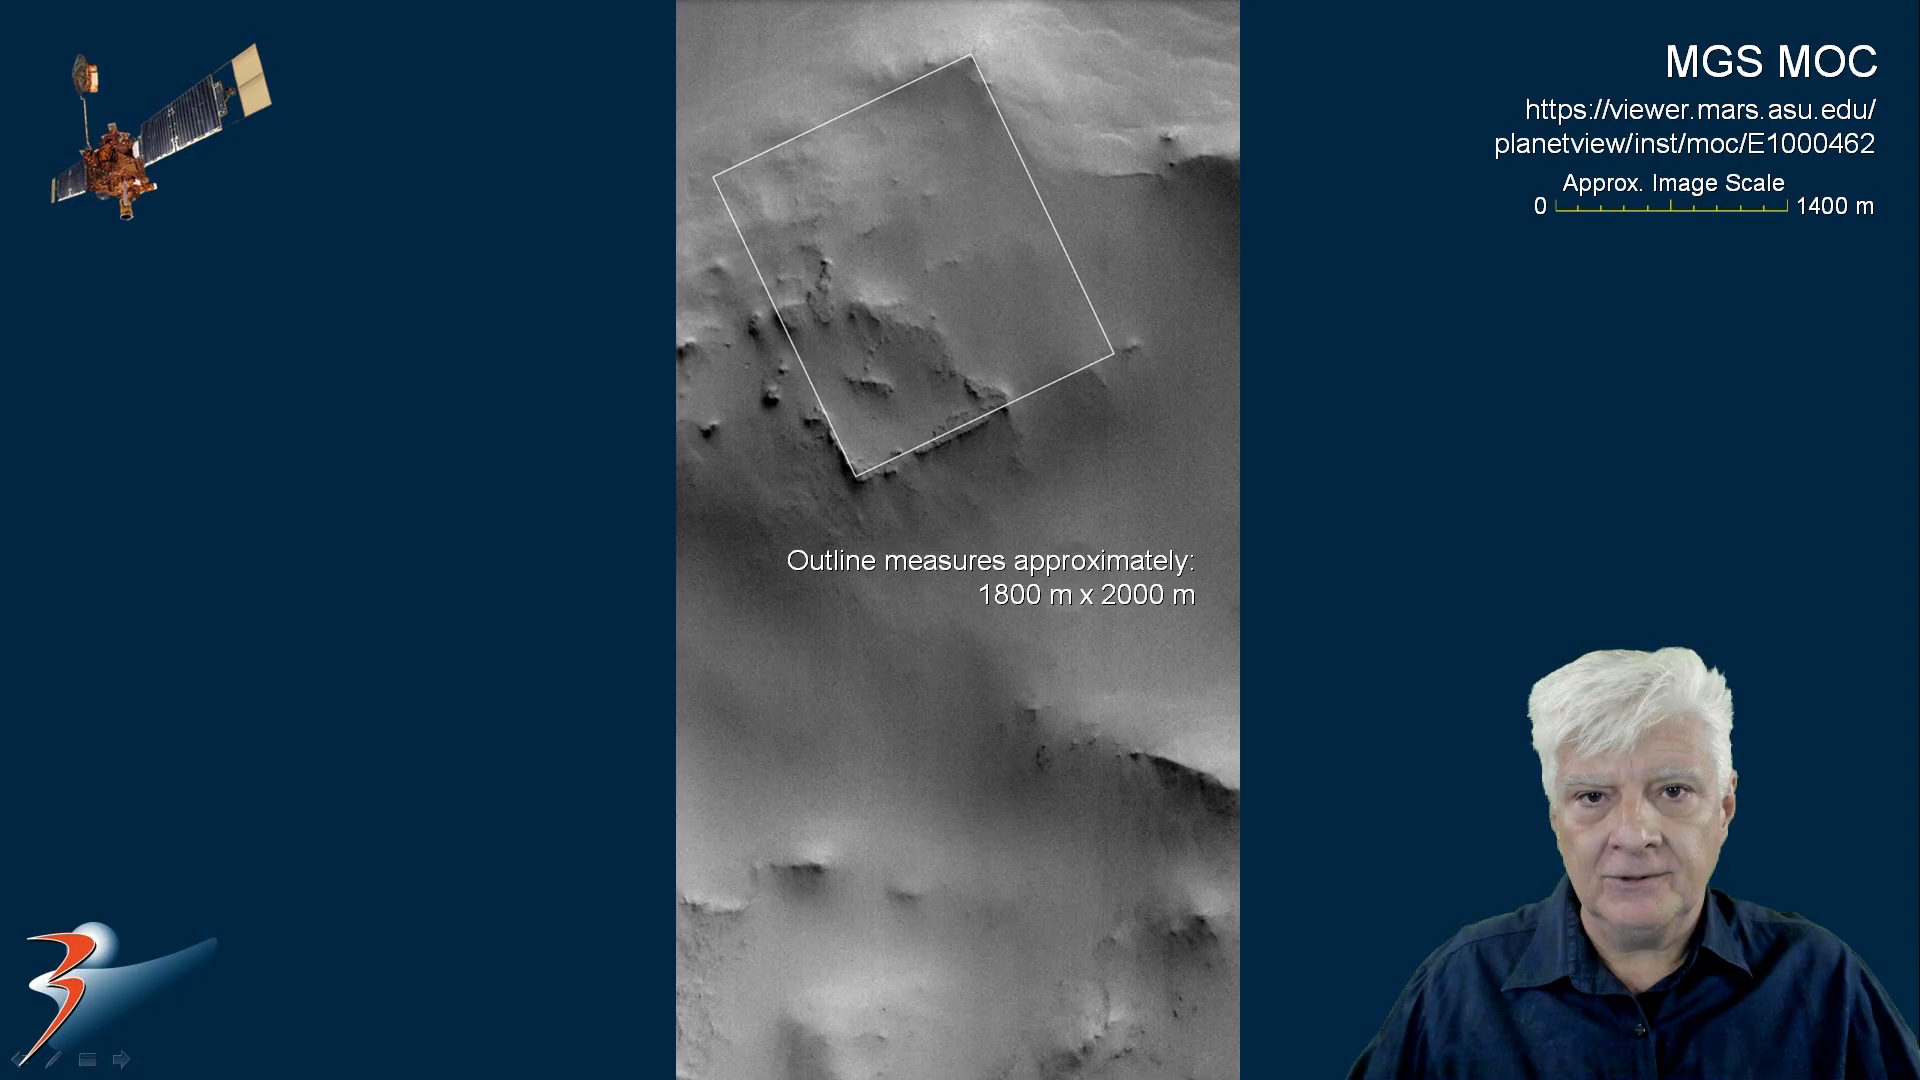 MGS MOC
https://viewer.mars.asu.edu/
planetview/inst/moc/E1000462
Approx. Image Scale
0 1400 m
Outline measures approximately:
1800 m x 2000 m